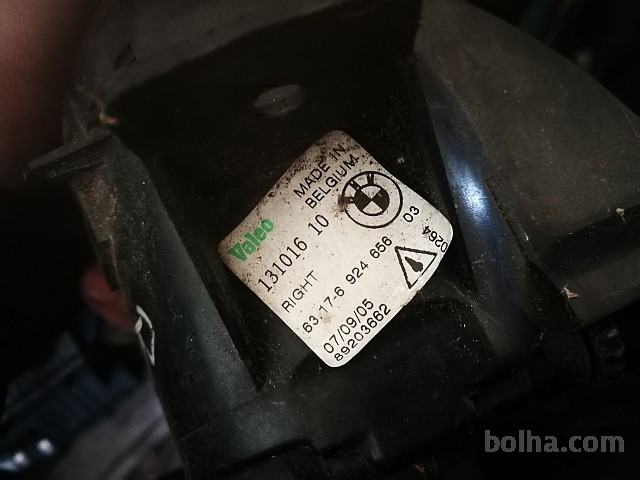 Valeo
MADE IN
BELGIUM
131016 10
RIGHT
63.17-6 924 656 03
07/09/05
89203662
0264
bolha.com